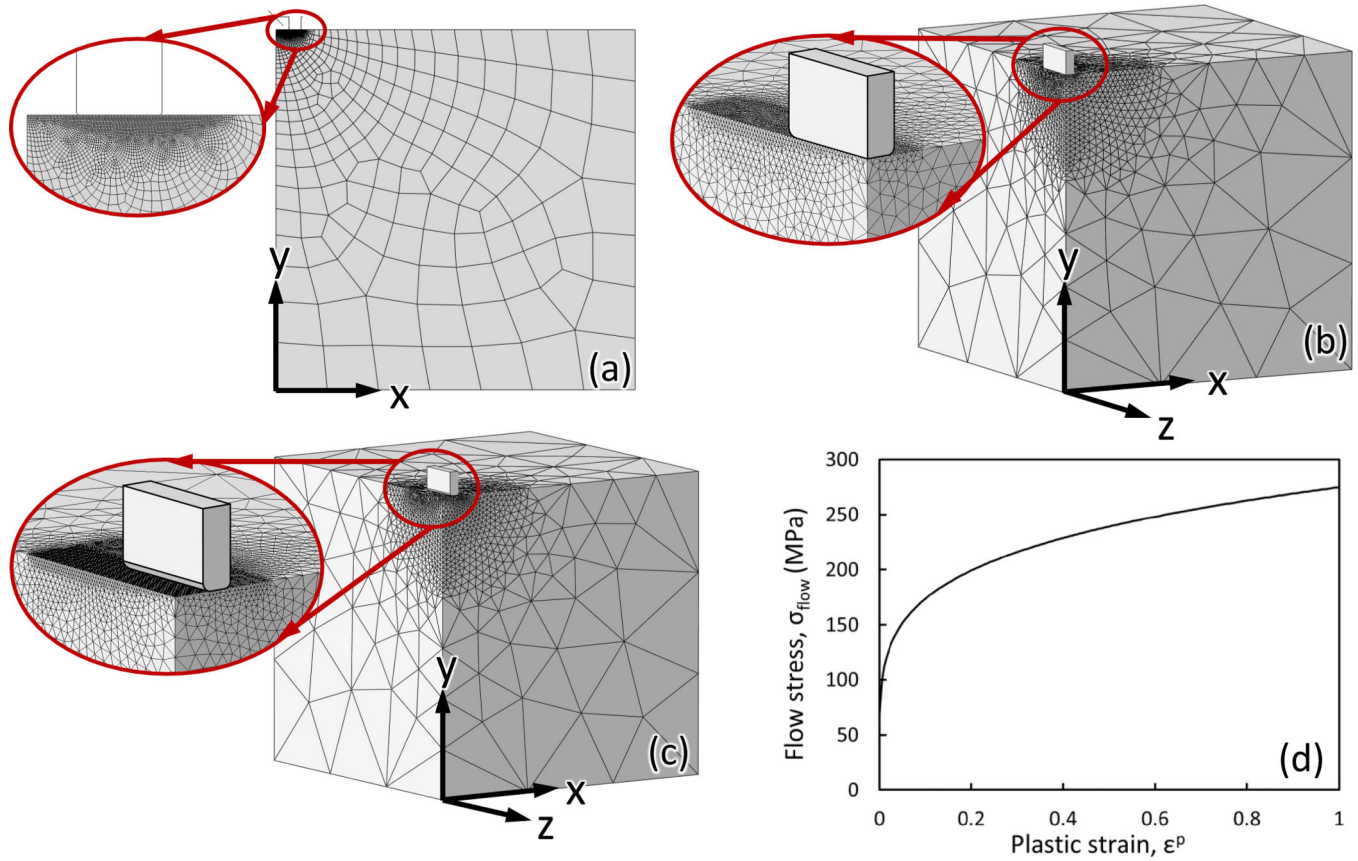 y
x
(a)
y
x
z
(b)
y
x
z
(c)
300
250
200
150
100
50
0
Flow stress, σflow (MPa)
0 0.2 0.4 0.6 0.8 1
Plastic strain, εp
(d)